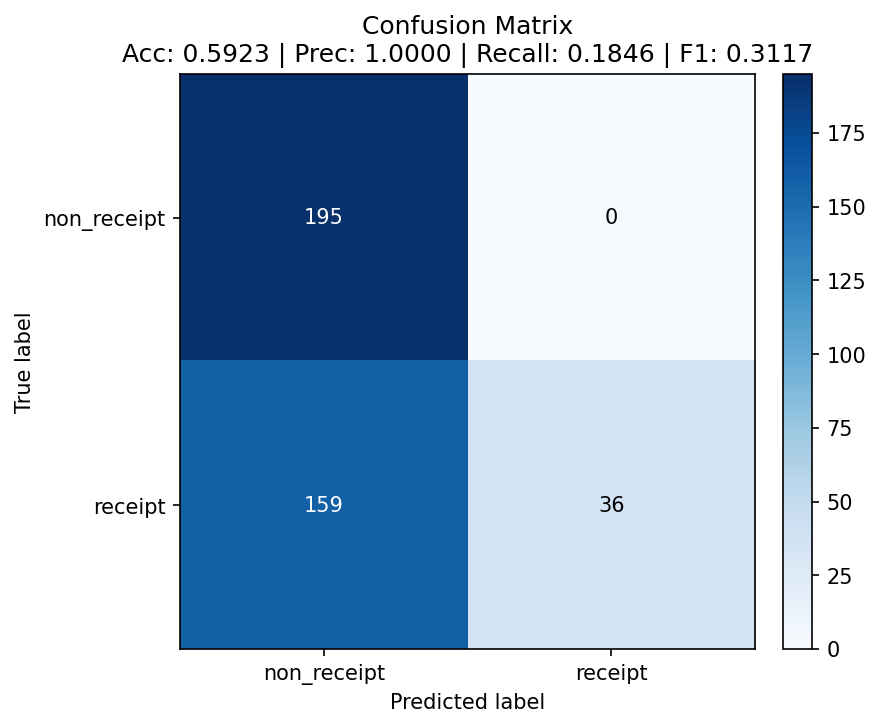 Confusion Matrix
Acc: 0.5923 | Prec: 1.0000 | Recall: 0.1846 | F1: 0.3117
non_receipt
195
0
receipt
159
36
non_receipt
receipt
Predicted label
True label
175
150
125
100
75
50
25
0